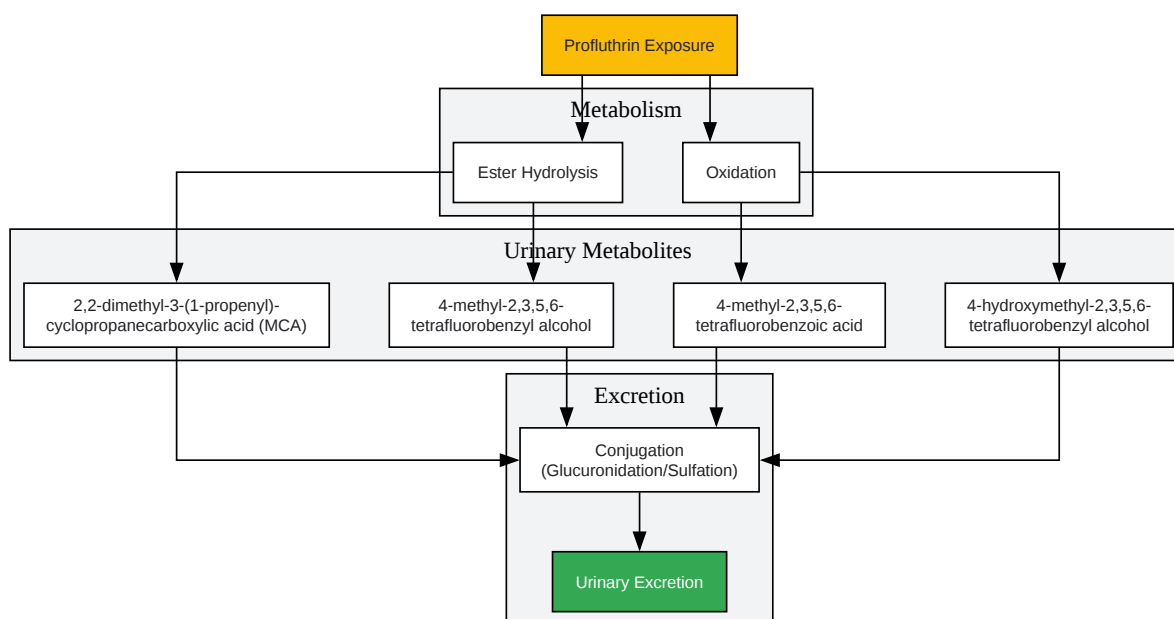 Profluthrin Exposure
Metabolism
Ester Hydrolysis
Oxidation
Urinary Metabolites
2,2-dimethyl-3-(1-propenyl)-
cyclopropanecarboxylic acid (MCA)
4-methyl-2,3,5,6-
tetrafluorobenzyl alcohol
4-methyl-2,3,5,6-
tetrafluorobenzoic acid
4-hydroxymethyl-2,3,5,6-
tetrafluorobenzyl alcohol
Excretion
Conjugation
(Glucuronidation/Sulfation)
Urinary Excretion